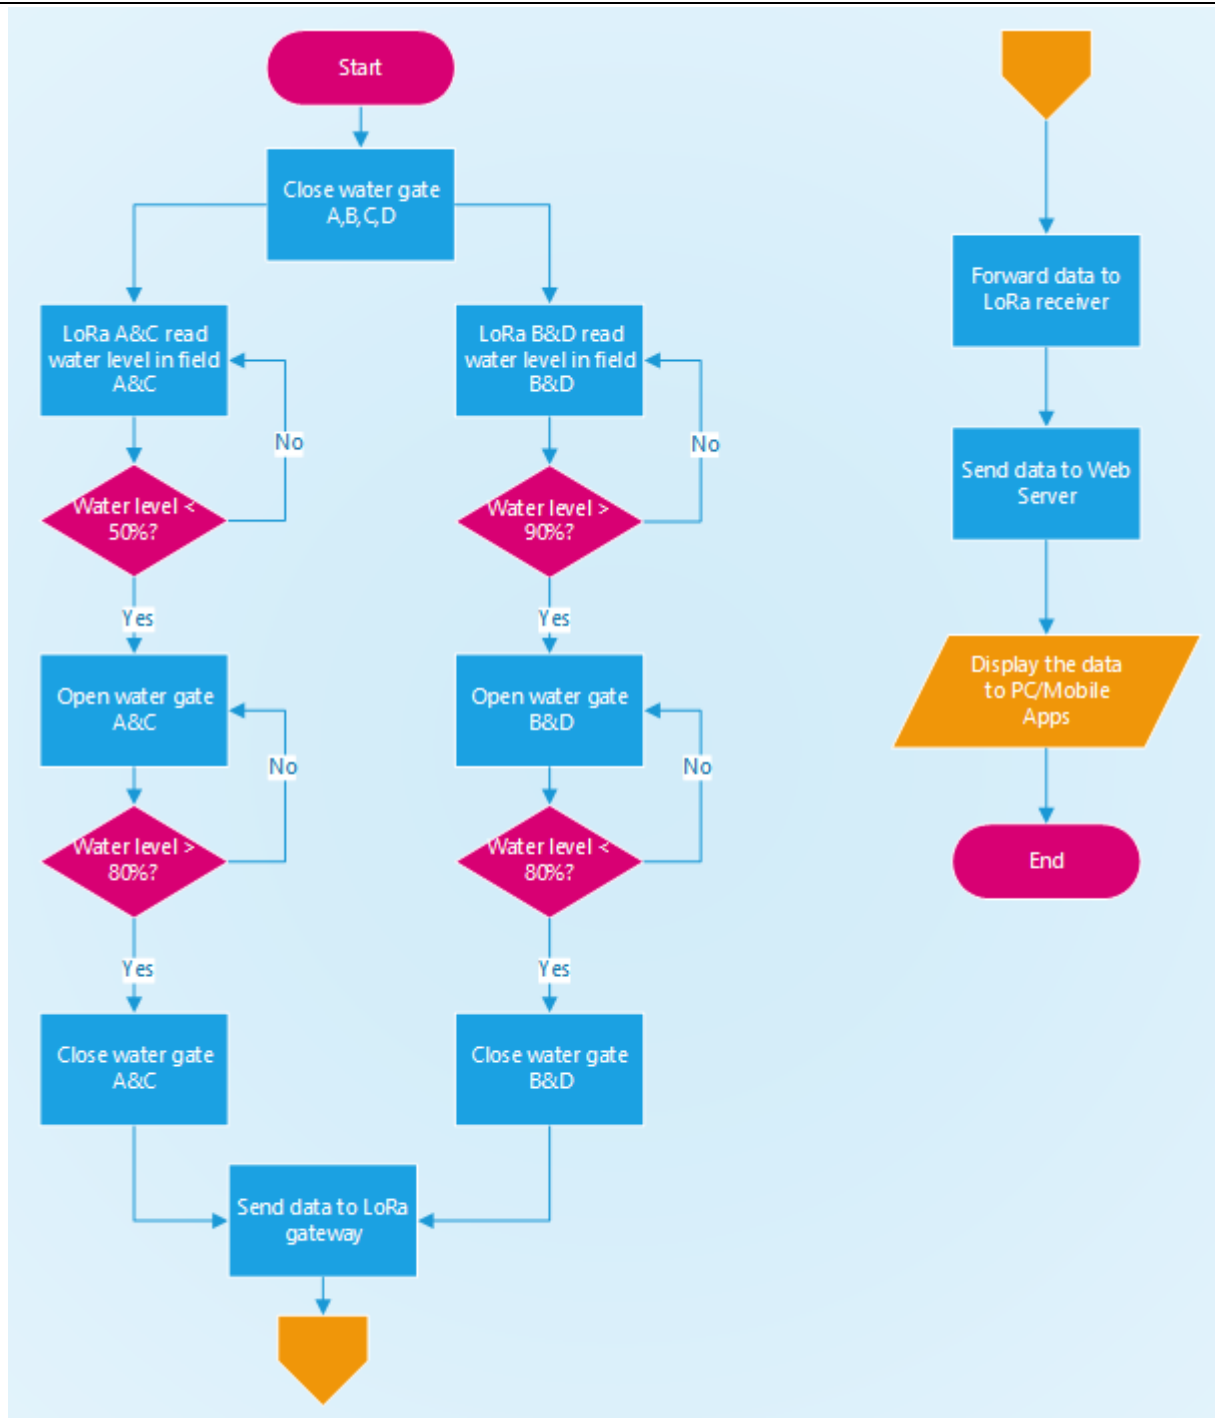 Start
Close water gate
A,B,C,D
LoRa A&C read
water level in field
A&C
No
Water level <
50%?
Yes
Open water gate
A&C
No
Water level >
80%?
Yes
Close water gate
A&C
LoRa B&D read
water level in field
B&D
No
Water level >
90%?
Yes
Open water gate
B&D
No
Water level <
80%?
Yes
Close water gate
B&D
Send data to LoRa
gateway
Forward data to
LoRa receiver
Send data to Web
Server
Display the data
to PC/Mobile
Apps
End